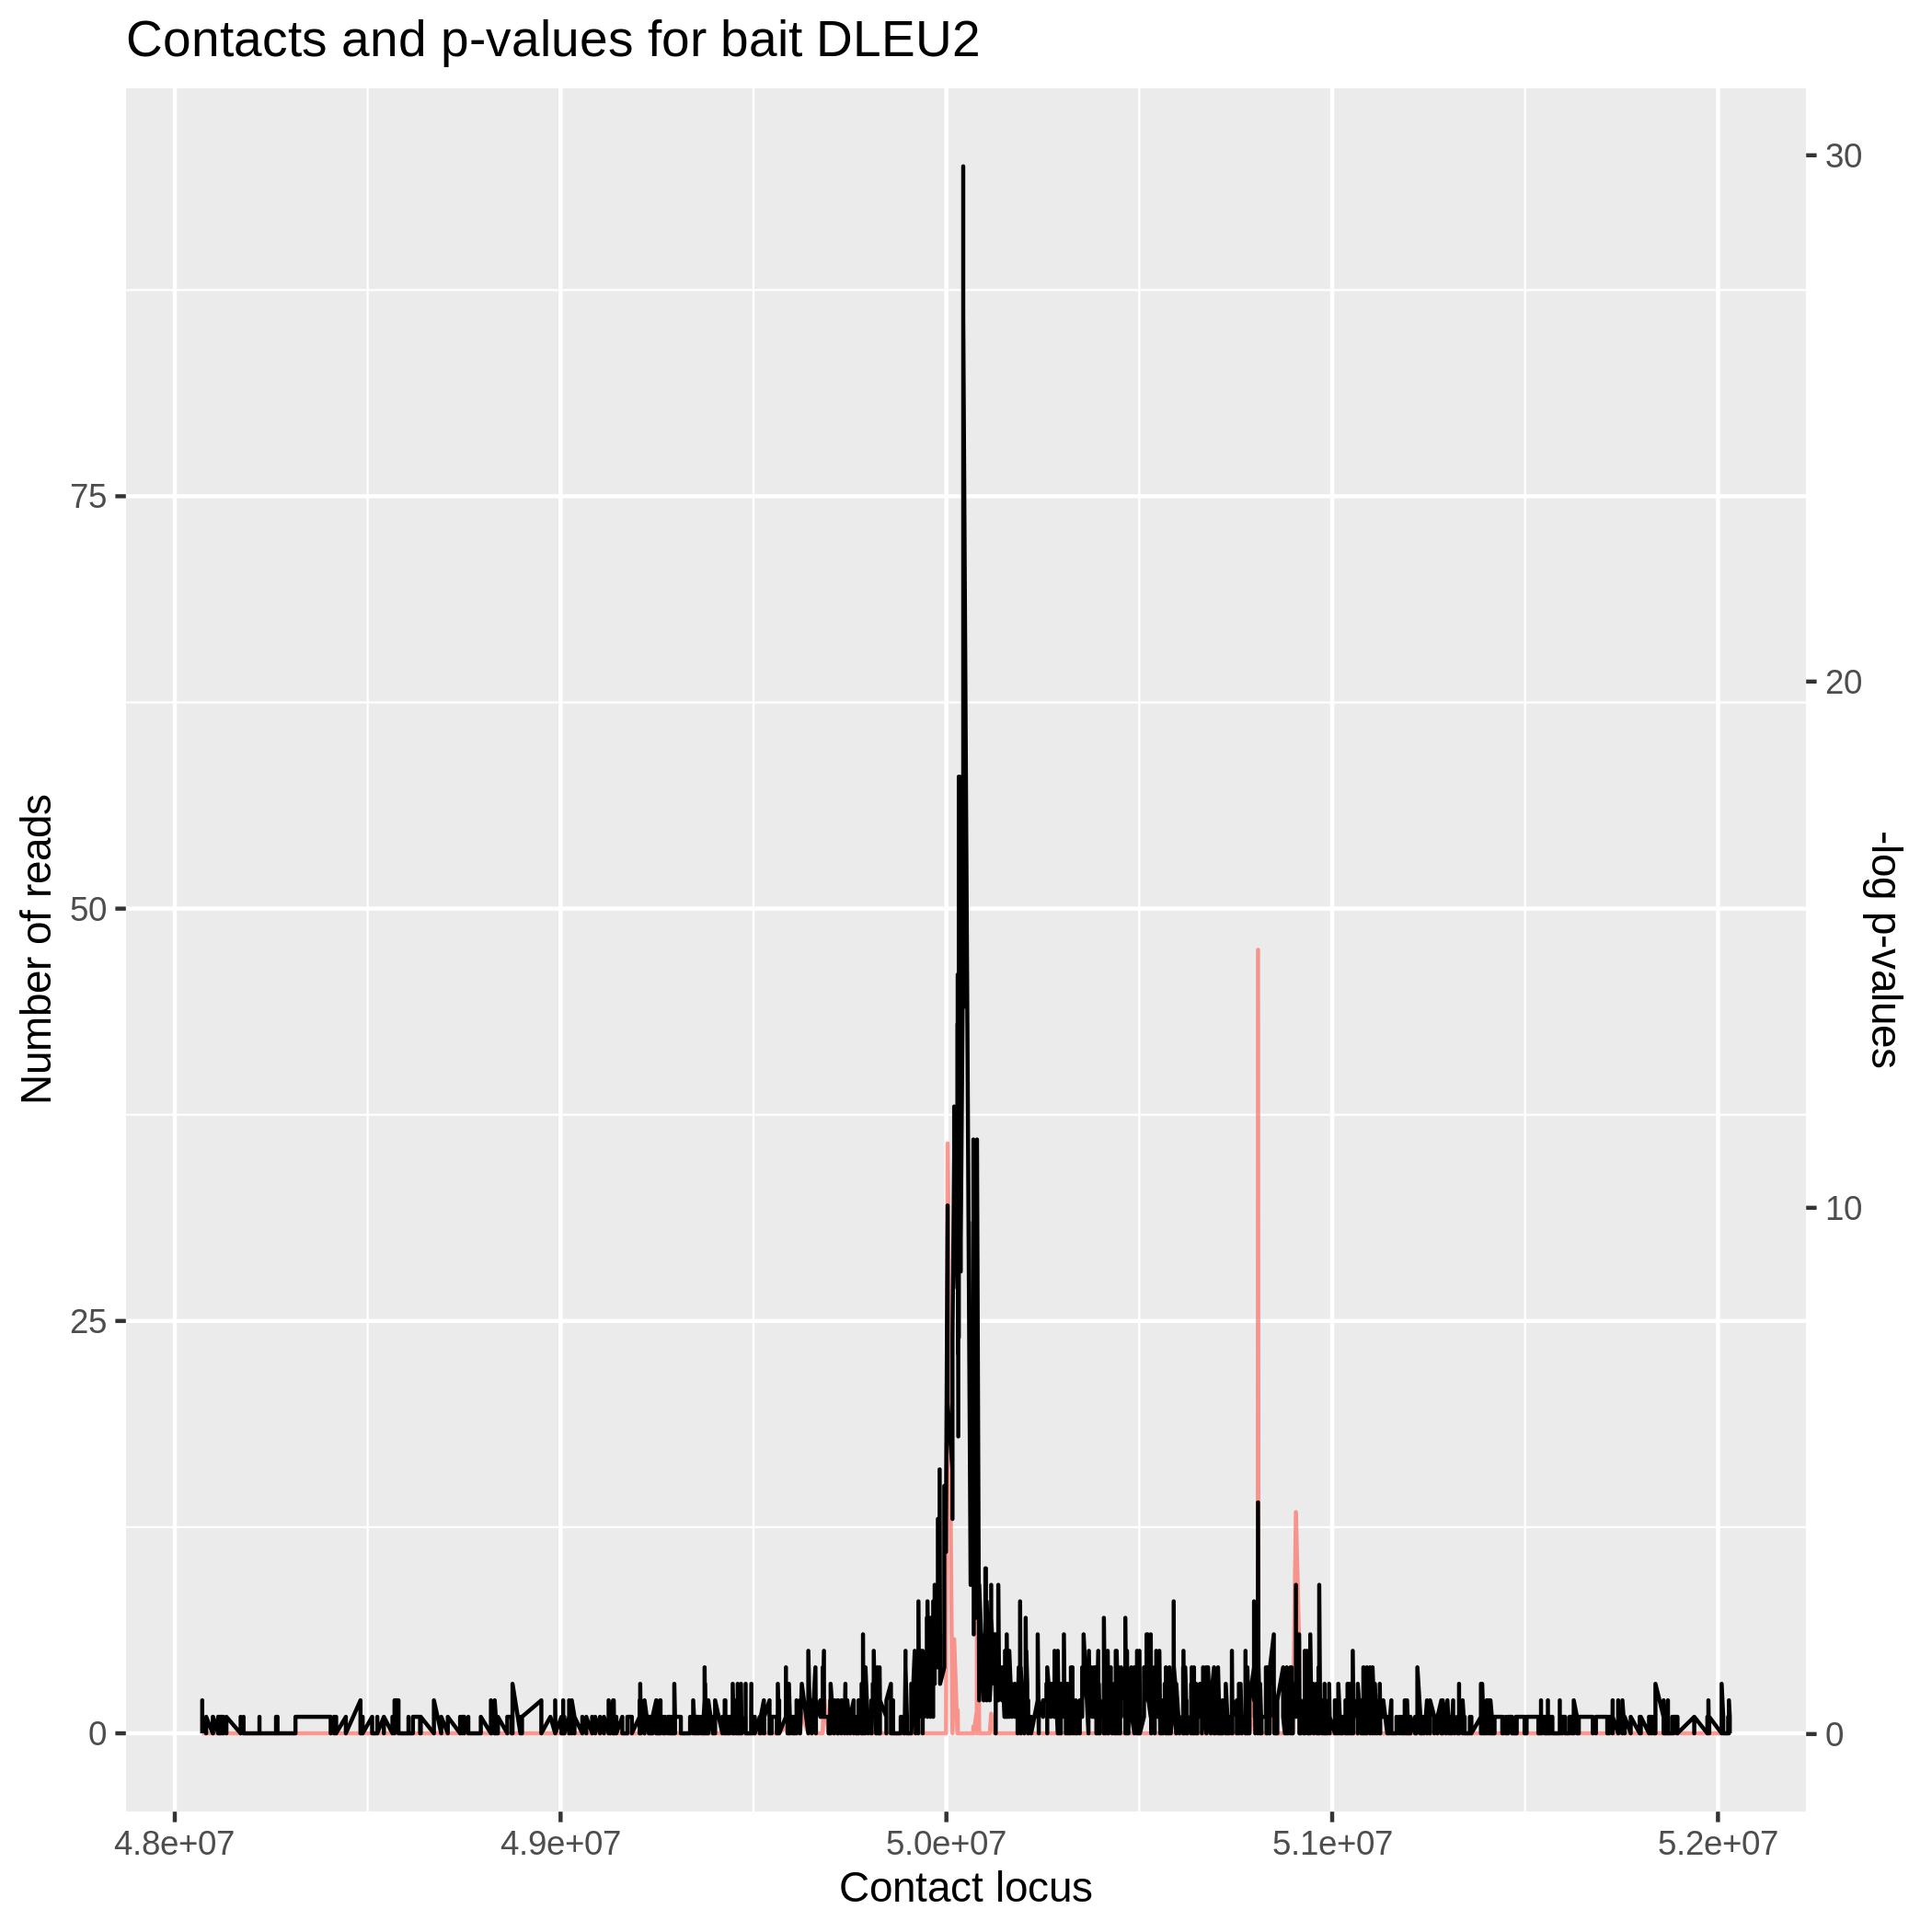 Contacts and p-values for bait DLEU2
30
75
20
50
10
25
0
0
Number of reads
-log p-values
4.8e+07
4.9e+07
5.0e+07
5.1e+07
5.2e+07
Contact locus